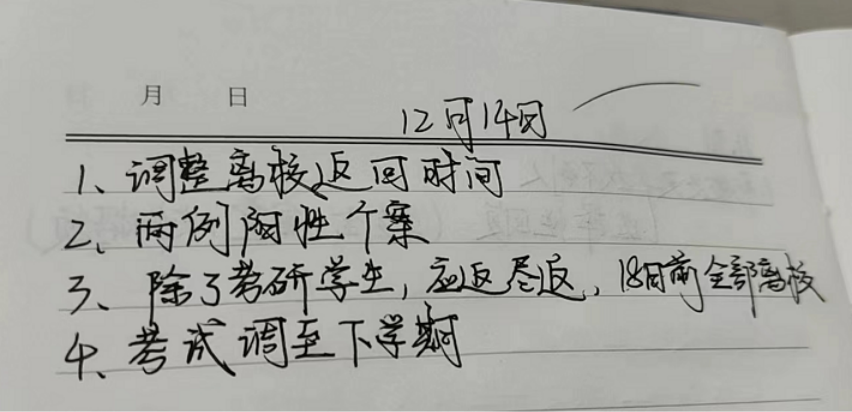 月 日
12月14日
1、调整离校返回时间
2、两例阳性个案
3、除了考研学生，应返尽返，18日前全部离校
4、考试调至下学期